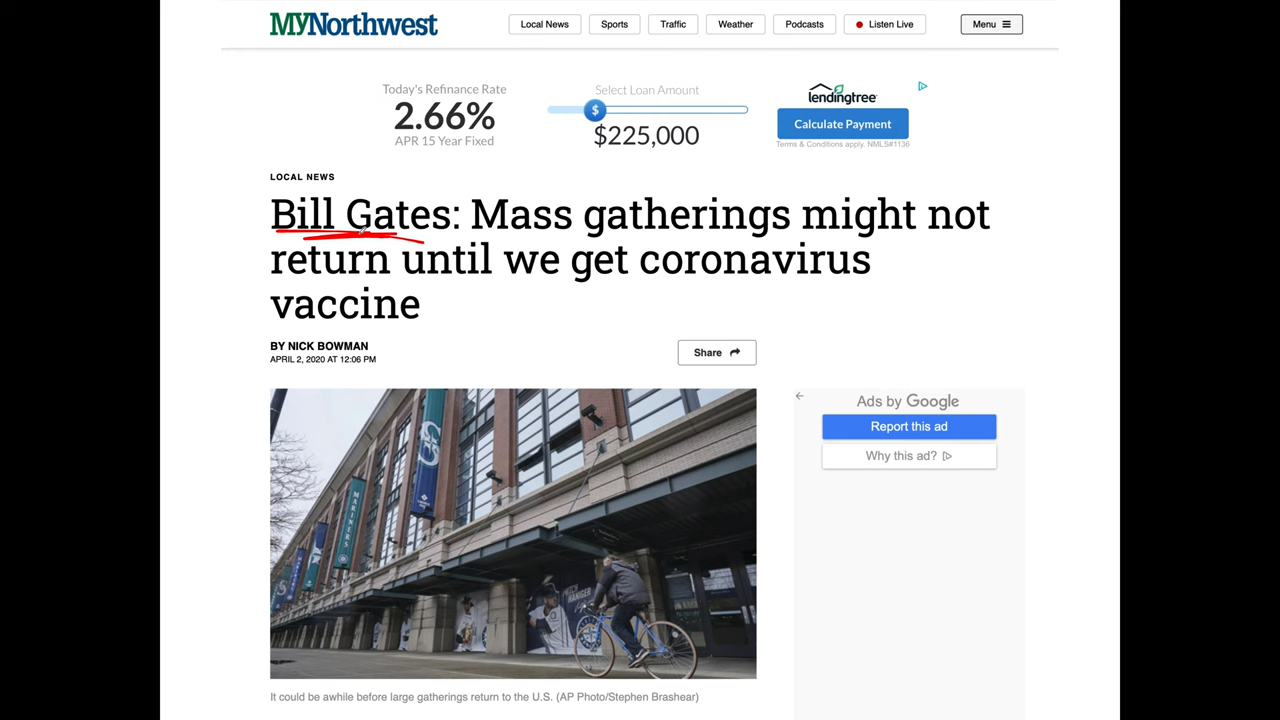 MYNorthwest
Local News
Sports
Traffic
Weather
Podcasts
Listen Live
Menu
Today's Refinance Rate
2.66%
APR 15 Year Fixed
Select Loan Amount
$
$225,000
lendingtree
Calculate Payment
Terms & Conditions apply. NMLS#1136
LOCAL NEWS
Bill Gates: Mass gatherings might not
return until we get coronavirus
vaccine
BY NICK BOWMAN
APRIL 2, 2020 AT 12:06 PM
Share
Ads by Google
Report this ad
Why this ad?
MARINERS
MITCH
HANIGER
It could be awhile before large gatherings return to the U.S. (AP Photo/Stephen Brashear)